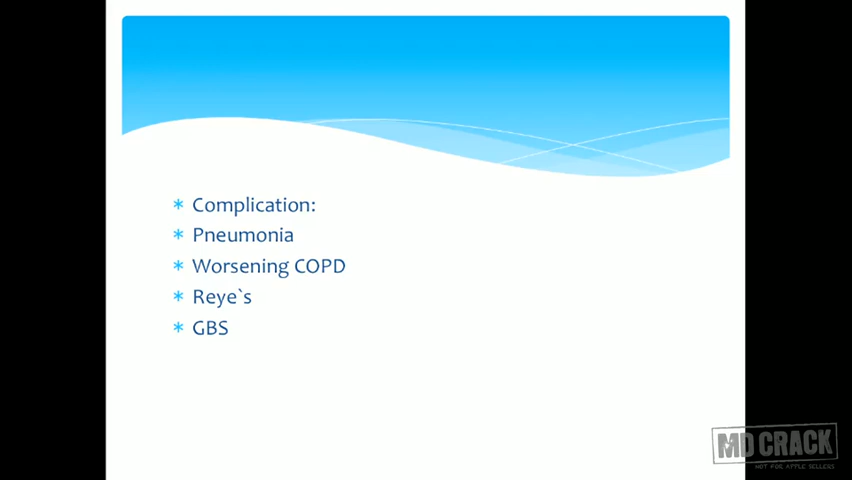 * Complication:
* Pneumonia
* Worsening COPD
* Reye`s
* GBS
MD CRACK
NOT FOR APPLE SELLERS